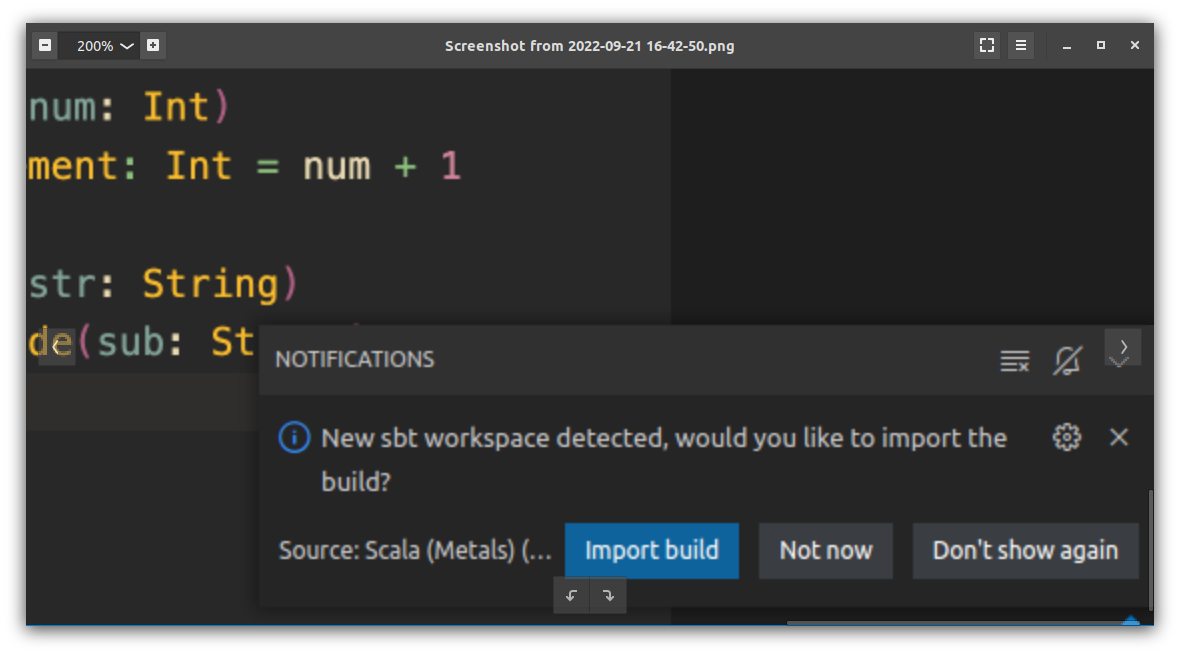 200%
Screenshot from 2022-09-21 16-42-50.png
num: Int)
ment: Int = num + 1
str: String)
de(sub: St
NOTIFICATIONS
New sbt workspace detected, would you like to import the
build?
Source: Scala (Metals) (...
Import build
Not now
Don't show again